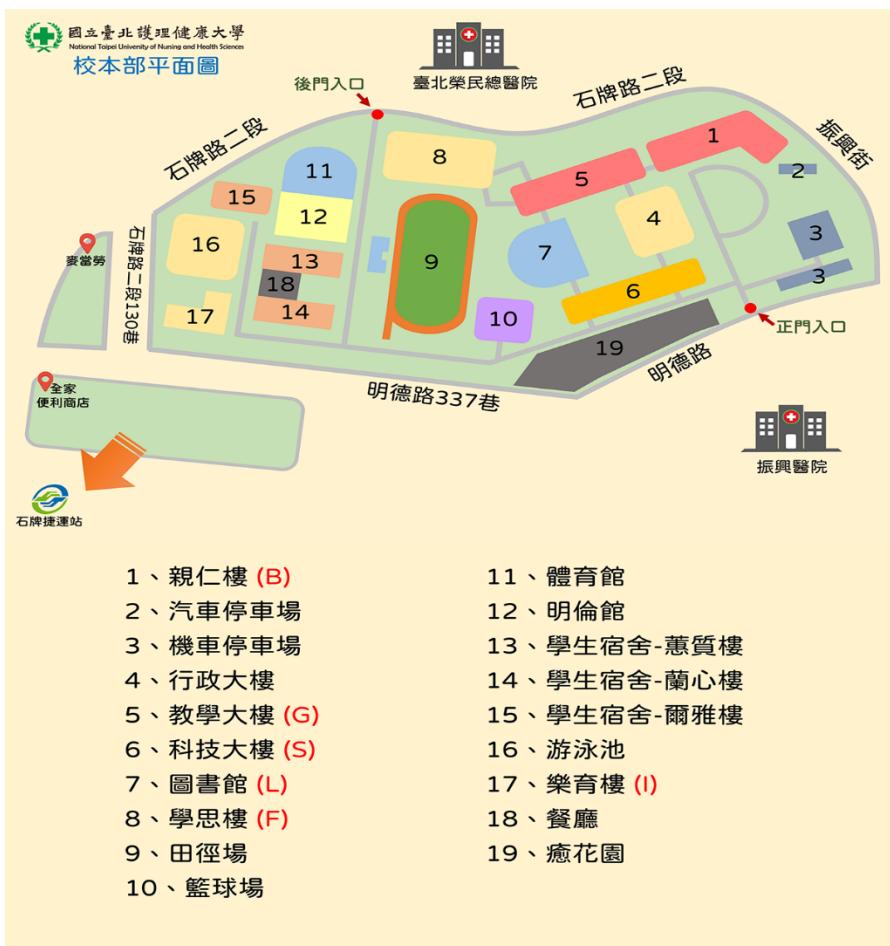 國立臺北護理健康大學
National Taipei University of Nursing and Health Sciences
校本部平面圖
臺北榮民總醫院
後門入口
石牌路二段
石牌路二段
振興街
1
2
3
3
4
5
6
7
8
9
10
11
12
13
14
15
16
17
18
19
石牌路二段130巷
麥當勞
正門入口
明德路
明德路337巷
全家
便利商店
振興醫院
石牌捷運站
1、親仁樓 (B)
2、汽車停車場
3、機車停車場
4、行政大樓
5、教學大樓 (G)
6、科技大樓 (S)
7、圖書館 (L)
8、學思樓 (F)
9、田徑場
10、籃球場
11、體育館
12、明倫館
13、學生宿舍-蕙質樓
14、學生宿舍-蘭心樓
15、學生宿舍-爾雅樓
16、游泳池
17、樂育樓 (I)
18、餐廳
19、癒花園